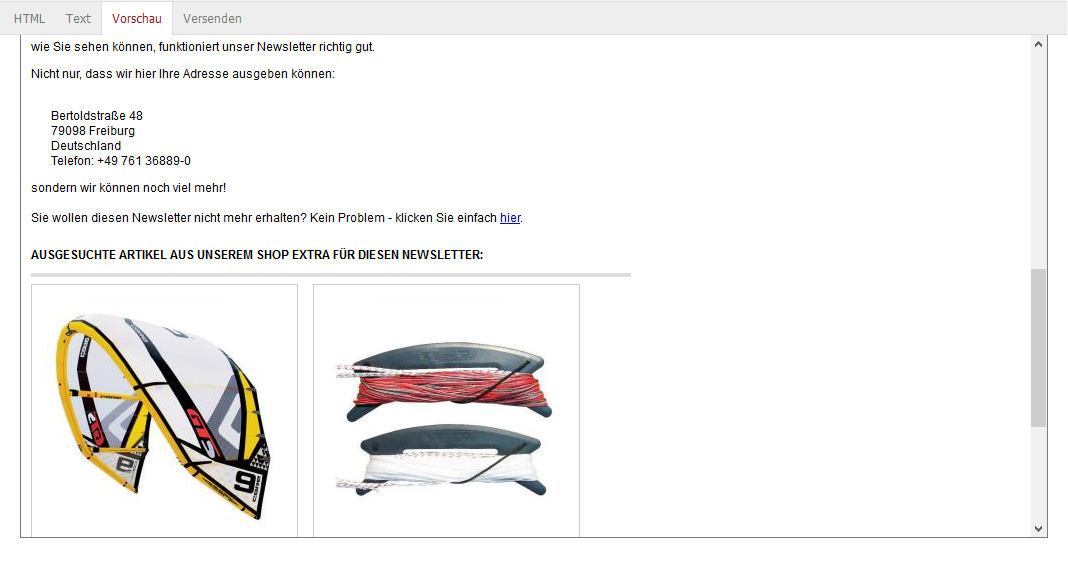 HTML Text Vorschau Versenden
wie Sie sehen können, funktioniert unser Newsletter richtig gut.
Nicht nur, dass wir hier Ihre Adresse ausgeben können:
Bertoldstraße 48
79098 Freiburg
Deutschland
Telefon: +49 761 36889-0
sondern wir können noch viel mehr!
Sie wollen diesen Newsletter nicht mehr erhalten? Kein Problem - klicken Sie einfach hier.
AUSGESUCHTE ARTIKEL AUS UNSEREM SHOP EXTRA FÜR DIESEN NEWSLETTER:
9
9